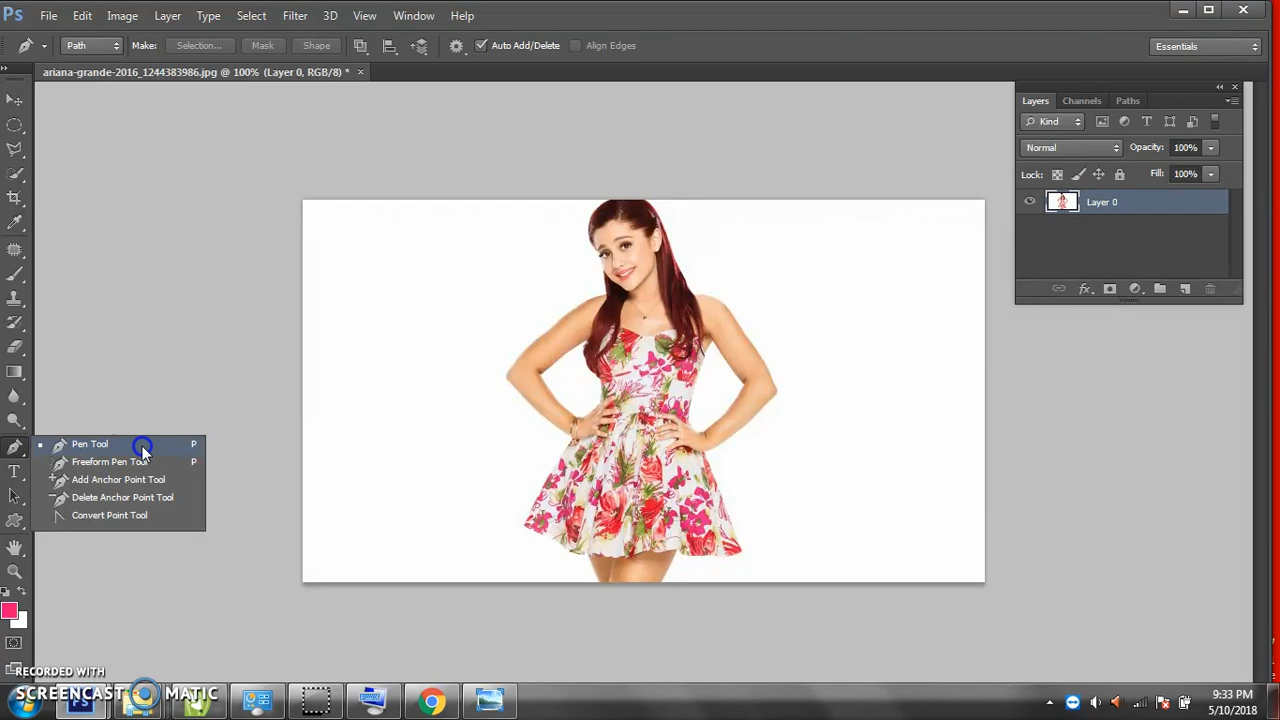 Ps File Edit Image Layer Type Select Filter 3D View Window Help
Path Make: Selection... Mask Shape Auto Add/Delete Align Edges Essentials
ariana-grande-2016_1244383986.jpg @ 100% (Layer 0, RGB/8) *
Layers Channels Paths
Kind
Normal Opacity: 100%
Lock: Fill: 100%
Layer 0
Pen Tool P
Freeform Pen Tool P
Add Anchor Point Tool
Delete Anchor Point Tool
Convert Point Tool
T
RECORDED WITH
SCREENCAST MATIC
Ps
9:33 PM
5/10/2018